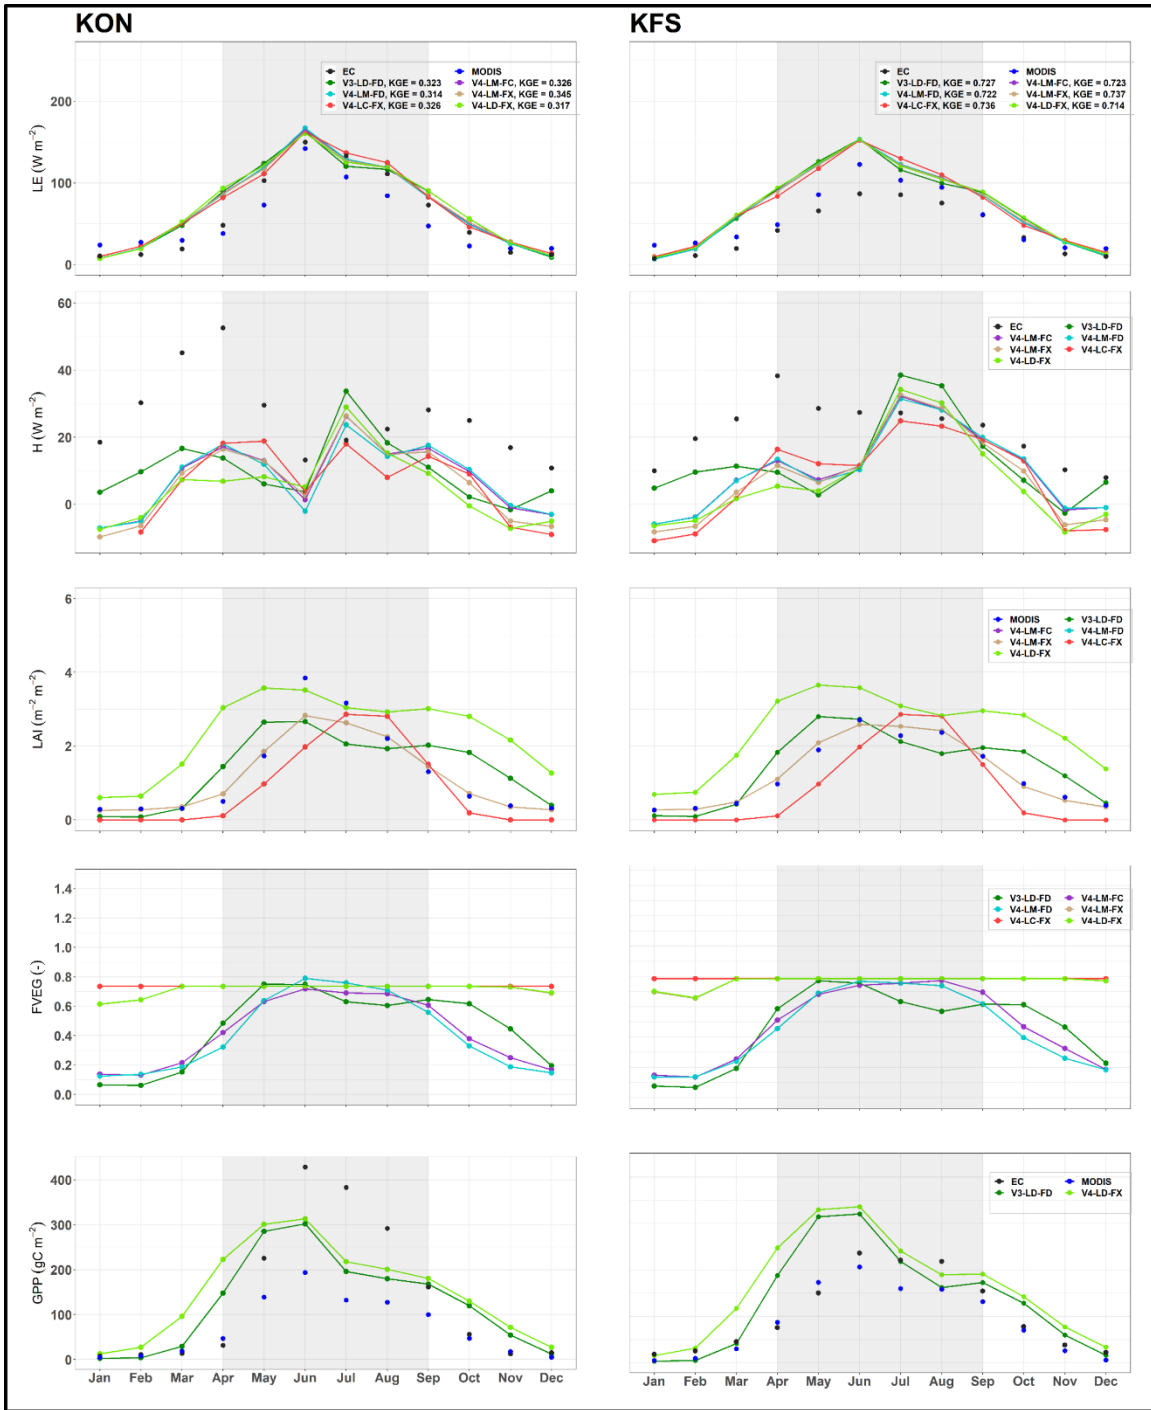 KON
KFS
LE (W m⁻²)
200
100
0
EC
MODIS
V3-LD-FD, KGE = 0.323
V4-LM-FC, KGE = 0.326
V4-LM-FD, KGE = 0.314
V4-LM-FX, KGE = 0.345
V4-LC-FX, KGE = 0.326
V4-LD-FX, KGE = 0.317
EC
MODIS
V3-LD-FD, KGE = 0.727
V4-LM-FC, KGE = 0.723
V4-LM-FD, KGE = 0.722
V4-LM-FX, KGE = 0.737
V4-LC-FX, KGE = 0.736
V4-LD-FX, KGE = 0.714
H (W m⁻²)
60
40
20
0
EC
V3-LD-FD
V4-LM-FC
V4-LM-FD
V4-LM-FX
V4-LC-FX
V4-LD-FX
LAI (m⁻² m⁻²)
6
4
2
0
MODIS
V3-LD-FD
V4-LM-FC
V4-LM-FD
V4-LM-FX
V4-LC-FX
V4-LD-FX
FVEG (-)
1.4
1.2
1.0
0.8
0.6
0.4
0.2
0.0
V3-LD-FD
V4-LM-FC
V4-LM-FD
V4-LM-FX
V4-LC-FX
V4-LD-FX
GPP (gC m⁻²)
400
300
200
100
0
EC
MODIS
V3-LD-FD
V4-LD-FX
Jan Feb Mar Apr May Jun Jul Aug Sep Oct Nov Dec
Jan Feb Mar Apr May Jun Jul Aug Sep Oct Nov Dec